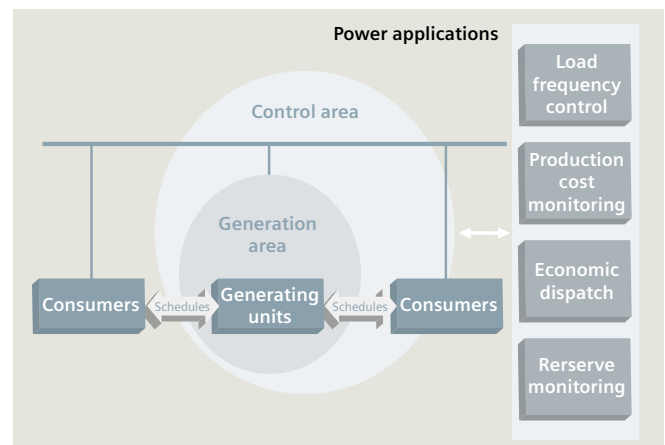 Power applications
Control area
Generation
area
Consumers
Schedules
Generating
units
Schedules
Consumers
Load
frequency
control
Production
cost
monitoring
Economic
dispatch
Rerserve
monitoring